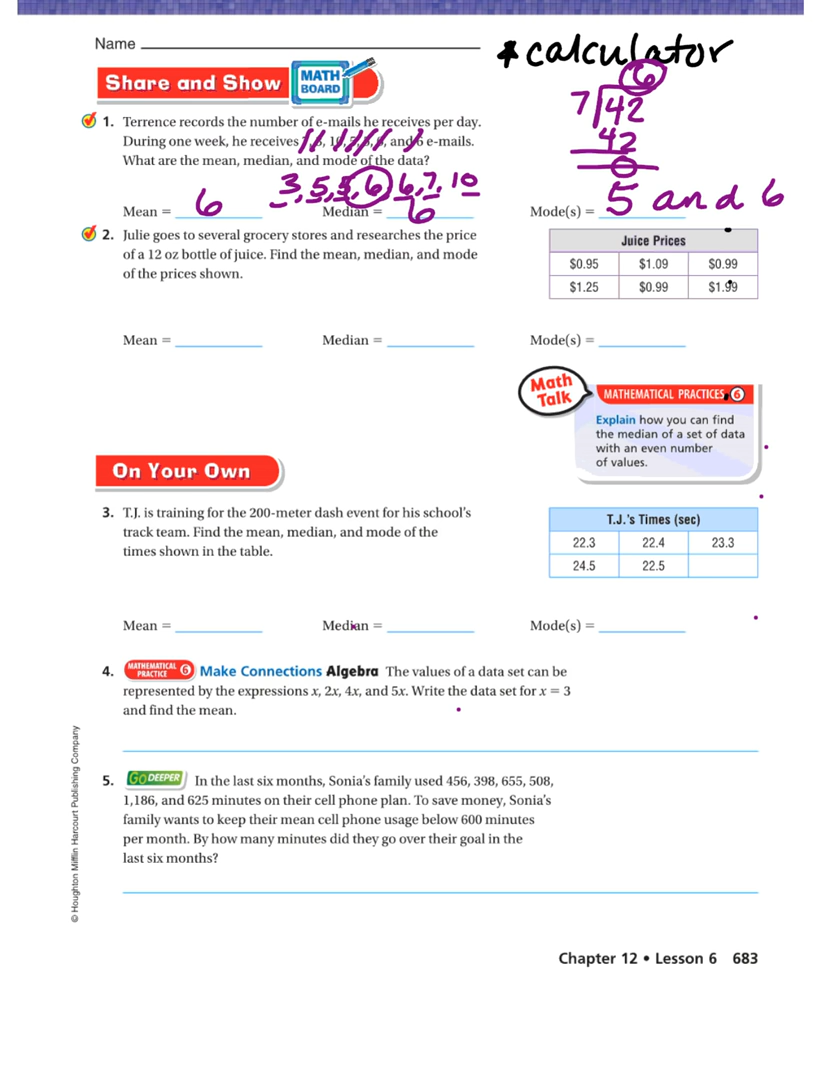 Name
*calculator
Share and Show
MATH
BOARD
6
7 42
42
0
1. Terrence records the number of e-mails he receives per day.
During one week, he receives and 6 e-mails.
What are the mean, median, and mode of the data?
3, 5, 5, 6, 6, 7, 10
Mean = 6
Median = 6
Mode(s) = 5 and 6
2. Julie goes to several grocery stores and researches the price
of a 12 oz bottle of juice. Find the mean, median, and mode
of the prices shown.
Juice Prices
$0.95 $1.09 $0.99
$1.25 $0.99 $1.99
Mean =
Median =
Mode(s) =
Math
Talk
MATHEMATICAL PRACTICES 6
Explain how you can find
the median of a set of data
with an even number
of values.
On Your Own
3. T.J. is training for the 200-meter dash event for his school's
track team. Find the mean, median, and mode of the
times shown in the table.
T.J.'s Times (sec)
22.3 22.4 23.3
24.5 22.5
Mean =
Median =
Mode(s) =
4. MATHEMATICAL PRACTICE 6 Make Connections Algebra The values of a data set can be
represented by the expressions x, 2x, 4x, and 5x. Write the data set for x = 3
and find the mean.
5. GO DEEPER In the last six months, Sonia's family used 456, 398, 655, 508,
1,186, and 625 minutes on their cell phone plan. To save money, Sonia's
family wants to keep their mean cell phone usage below 600 minutes
per month. By how many minutes did they go over their goal in the
last six months?
© Houghton Mifflin Harcourt Publishing Company
Chapter 12 • Lesson 6 683